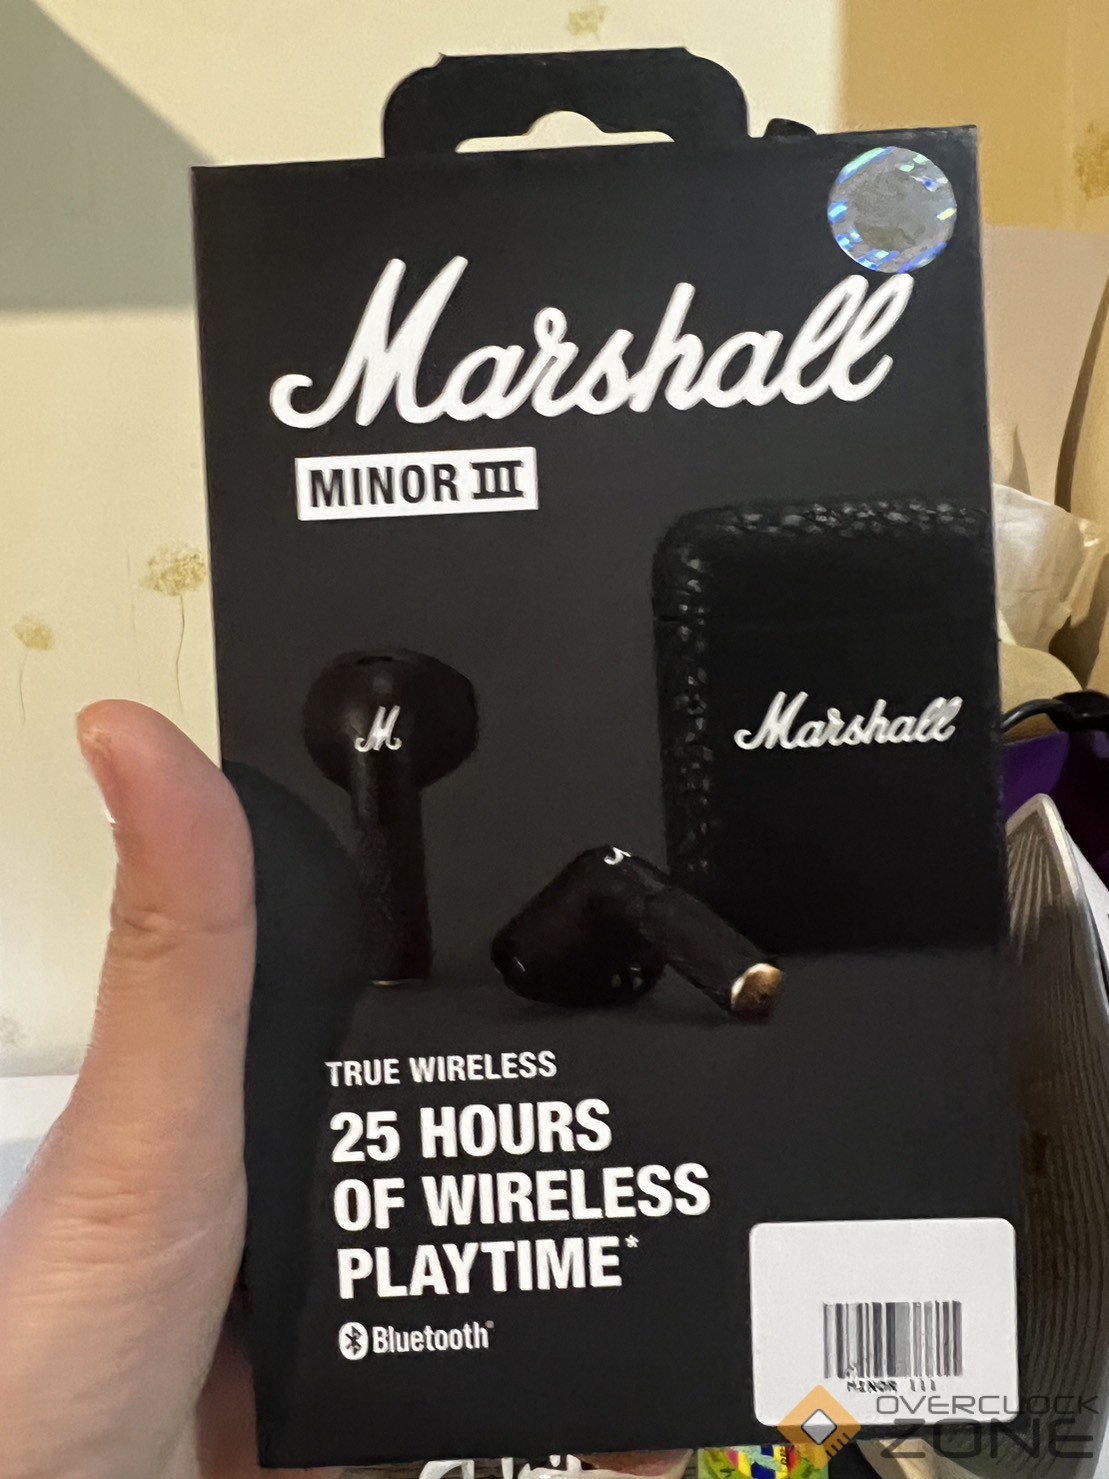 Marshall
MINOR III
M
Marshall
TRUE WIRELESS
25 HOURS
OF WIRELESS
PLAYTIME*
Bluetooth®
MINOR III
OVERCLOCK
ZONE